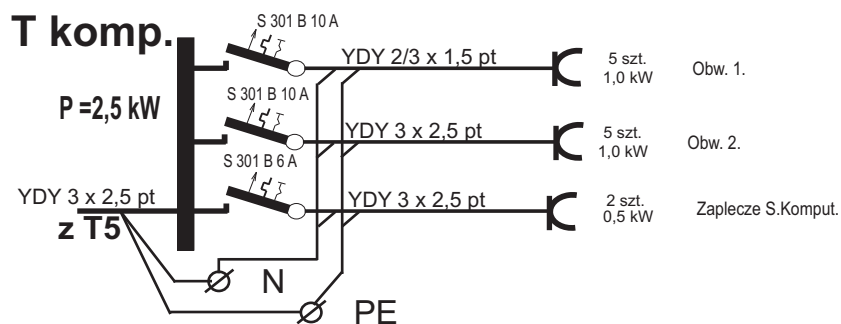 T komp.
P =2,5 kW
S 301 B 10 A
YDY 2/3 x 1,5 pt
5 szt.
1,0 kW
Obw. 1.
S 301 B 10 A
YDY 3 x 2,5 pt
5 szt.
1,0 kW
Obw. 2.
S 301 B 6 A
YDY 3 x 2,5 pt
2 szt.
0,5 kW
Zaplecze S.Komput.
YDY 3 x 2,5 pt
z T5
N
PE